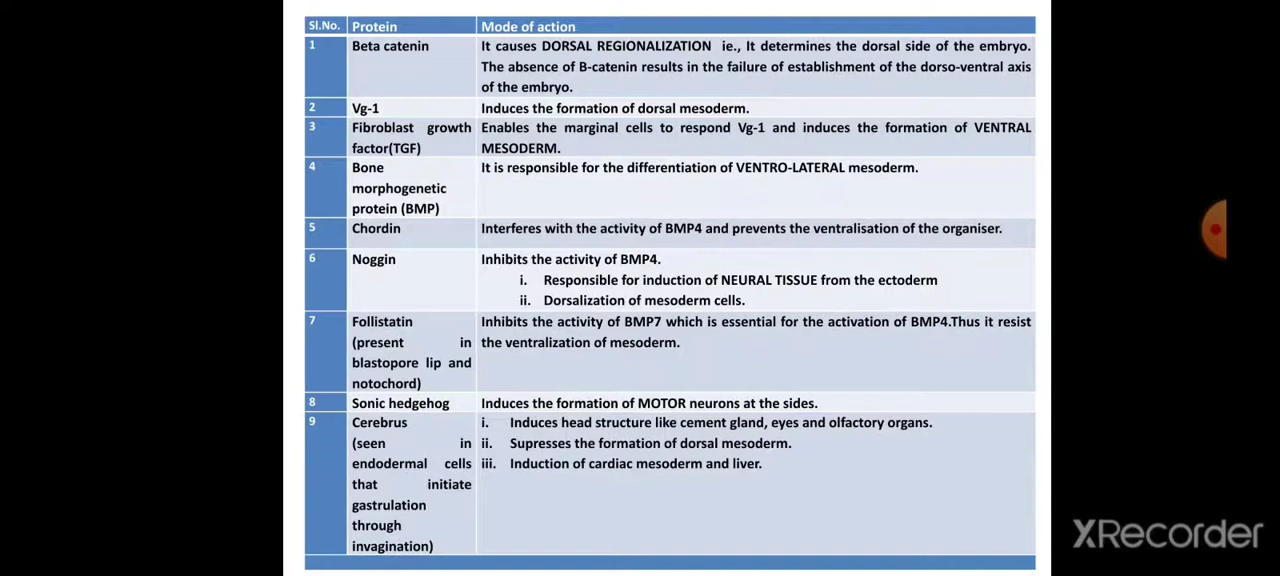 Sl.No. Protein Mode of action
1 Beta catenin It causes DORSAL REGIONALIZATION ie., It determines the dorsal side of the embryo.
The absence of B-catenin results in the failure of establishment of the dorso-ventral axis
of the embryo.
2 Vg-1 Induces the formation of dorsal mesoderm.
3 Fibroblast growth Enables the marginal cells to respond Vg-1 and induces the formation of VENTRAL
factor(TGF) MESODERM.
4 Bone It is responsible for the differentiation of VENTRO-LATERAL mesoderm.
morphogenetic
protein (BMP)
5 Chordin Interferes with the activity of BMP4 and prevents the ventralisation of the organiser.
6 Noggin Inhibits the activity of BMP4.
i. Responsible for induction of NEURAL TISSUE from the ectoderm
ii. Dorsalization of mesoderm cells.
7 Follistatin Inhibits the activity of BMP7 which is essential for the activation of BMP4.Thus it resist
(present in the ventralization of mesoderm.
blastopore lip and
notochord)
8 Sonic hedgehog Induces the formation of MOTOR neurons at the sides.
9 Cerebrus i. Induces head structure like cement gland, eyes and olfactory organs.
(seen in ii. Supresses the formation of dorsal mesoderm.
endodermal cells iii. Induction of cardiac mesoderm and liver.
that initiate
gastrulation
through
invagination)
XRecorder